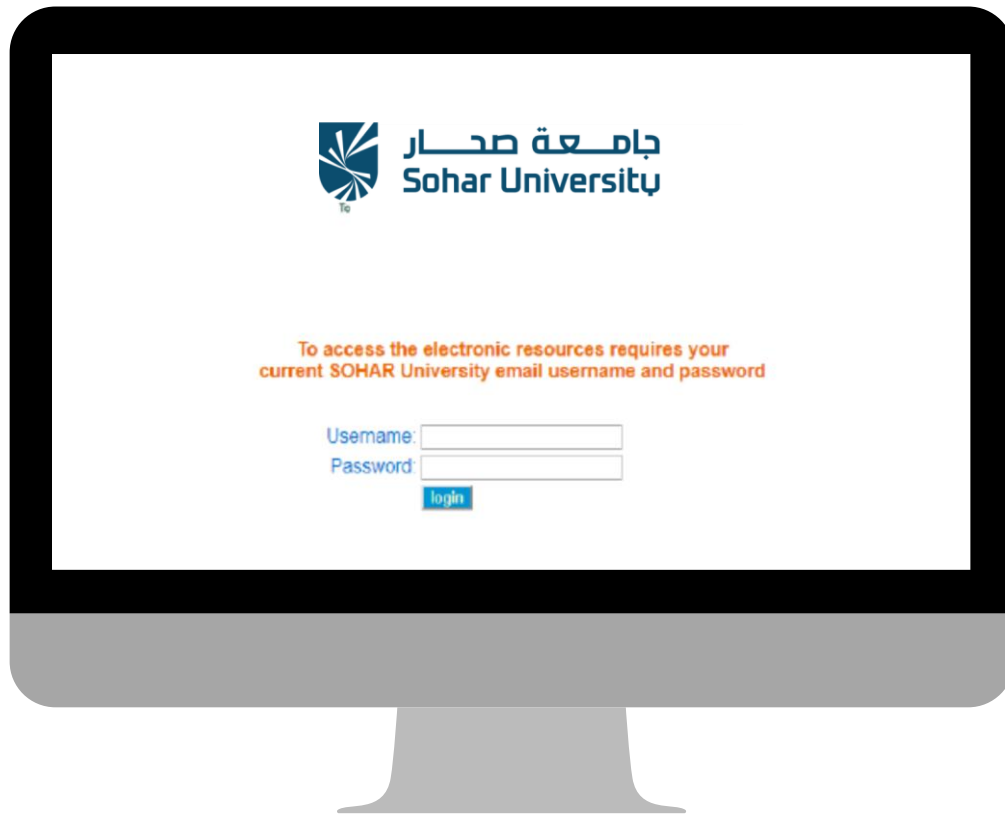 جامعة صحار
Sohar University
To access the electronic resources requires your
current SOHAR University email username and password
Username:
Password:
login